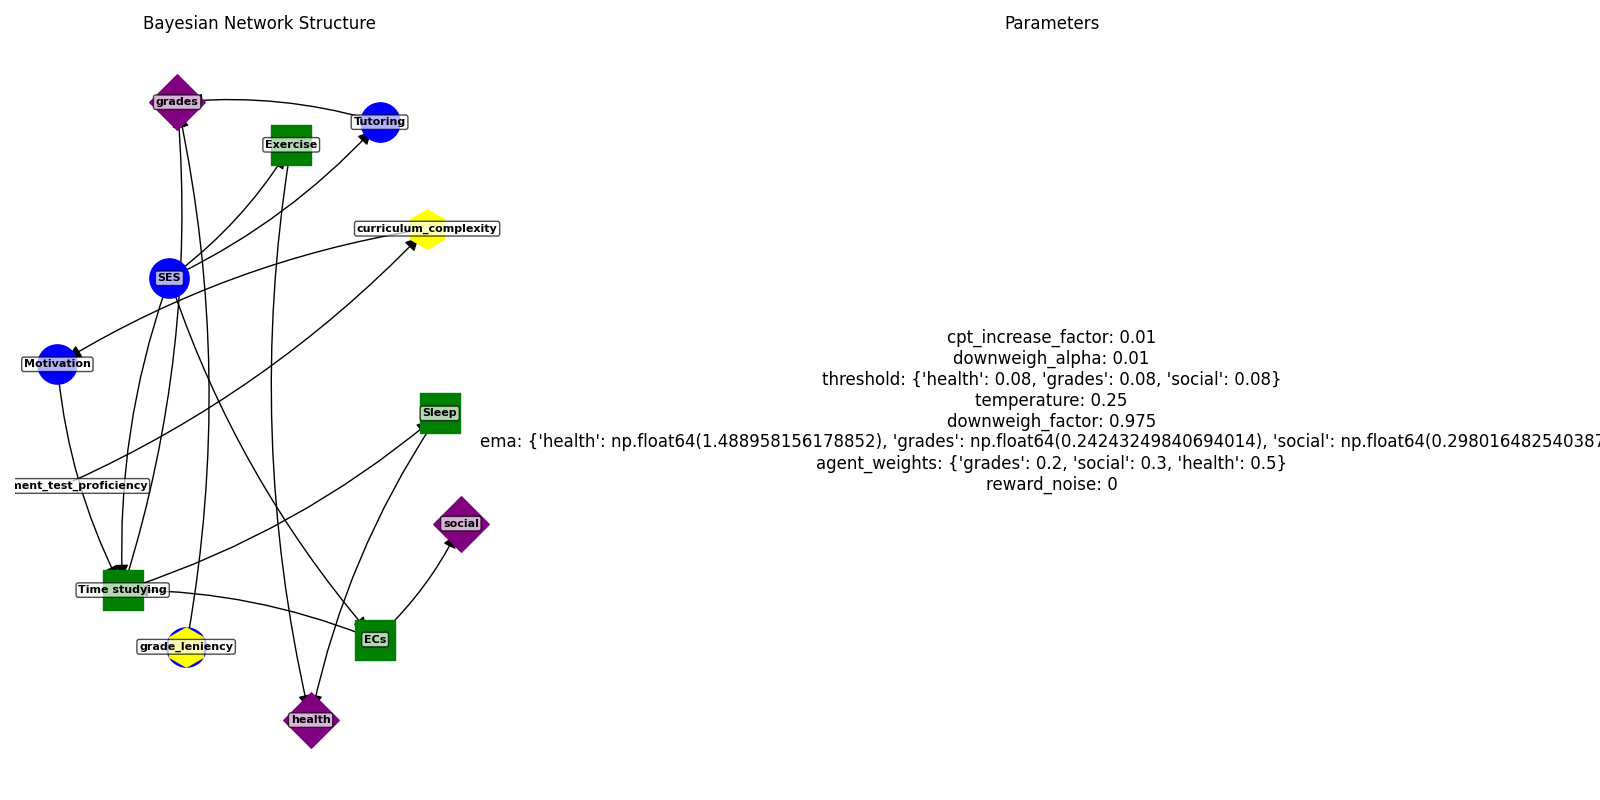 Bayesian Network Structure
Parameters
grades
Tutoring
Exercise
curriculum_complexity
SES
Motivation
Sleep
nent_test_proficiency
social
Time studying
ECs
grade_leniency
health
cpt_increase_factor: 0.01
downweigh_alpha: 0.01
threshold: {'health': 0.08, 'grades': 0.08, 'social': 0.08}
temperature: 0.25
downweigh_factor: 0.975
ema: {'health': np.float64(1.488958156178852), 'grades': np.float64(0.24243249840694014), 'social': np.float64(0.298016482540387
agent_weights: {'grades': 0.2, 'social': 0.3, 'health': 0.5}
reward_noise: 0